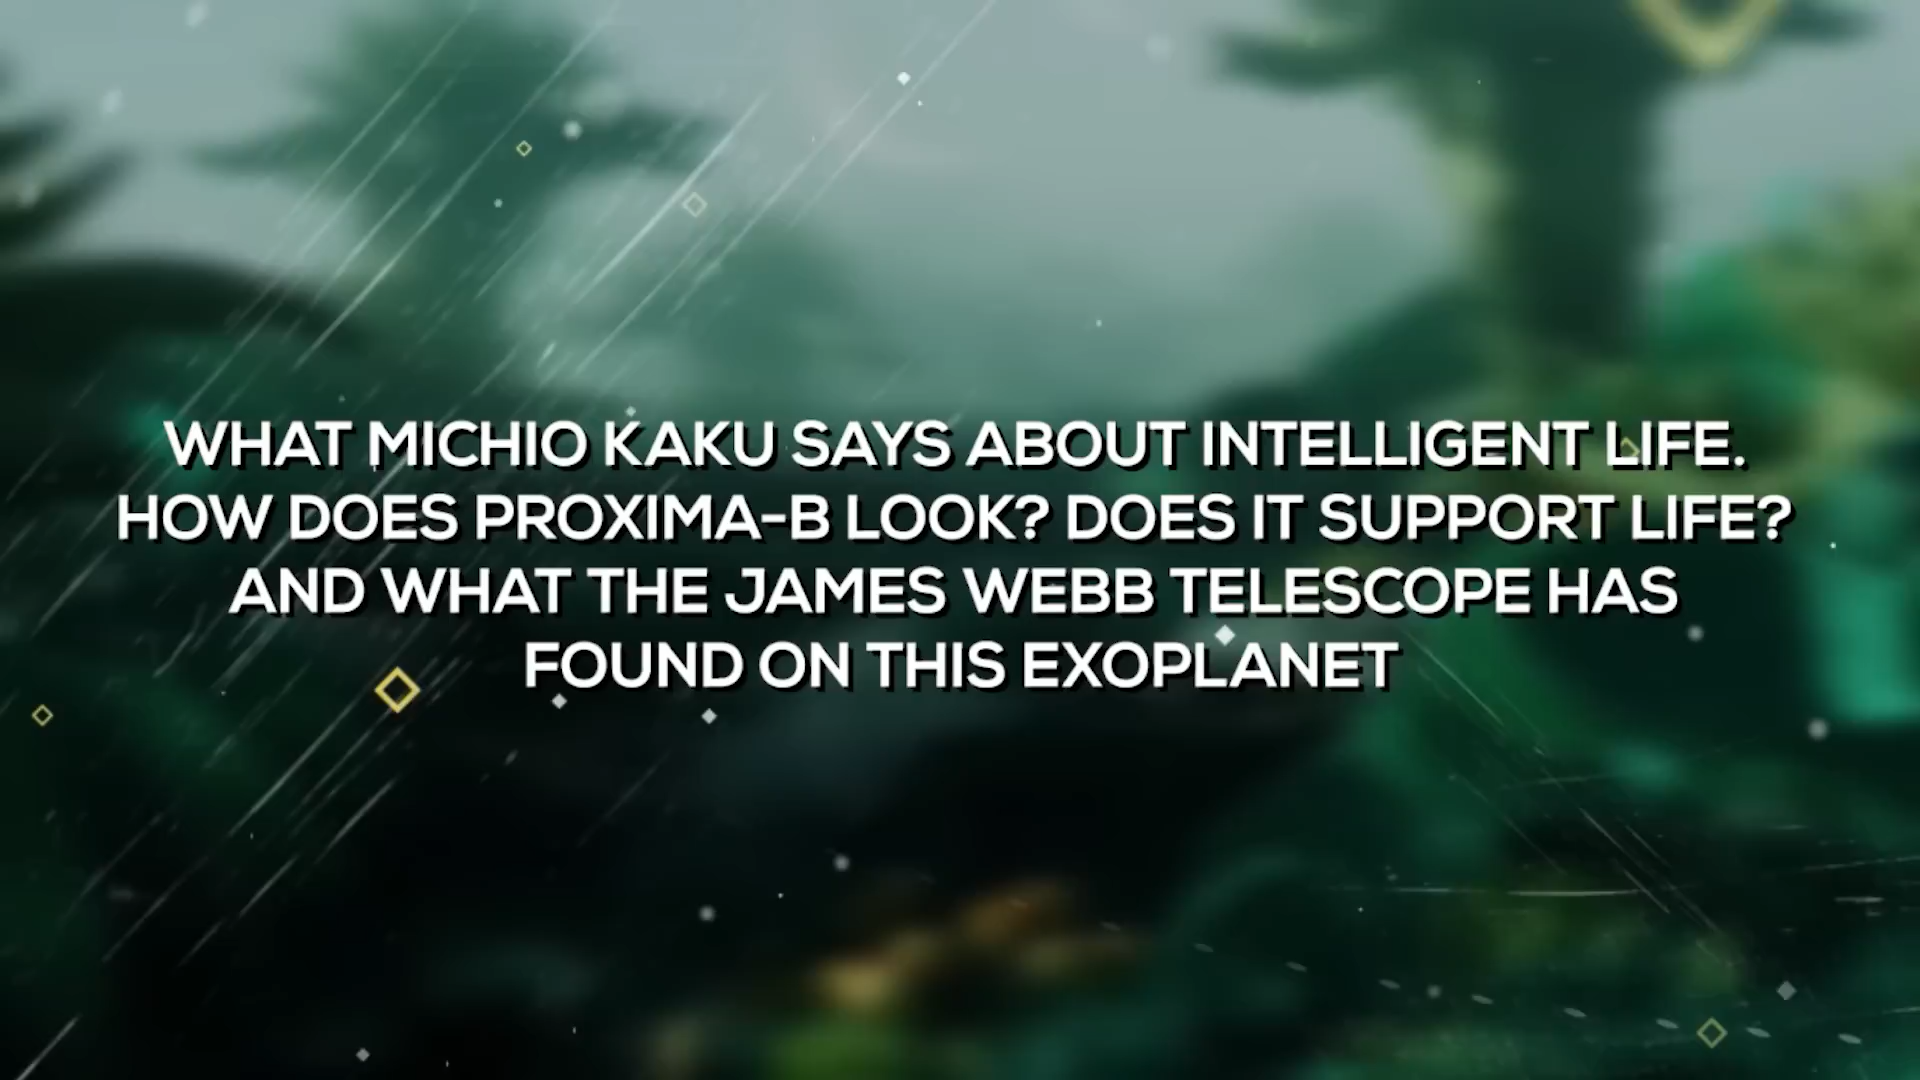 WHAT MICHIO KAKU SAYS ABOUT INTELLIGENT LIFE.
HOW DOES PROXIMA-B LOOK? DOES IT SUPPORT LIFE?
AND WHAT THE JAMES WEBB TELESCOPE HAS
FOUND ON THIS EXOPLANET